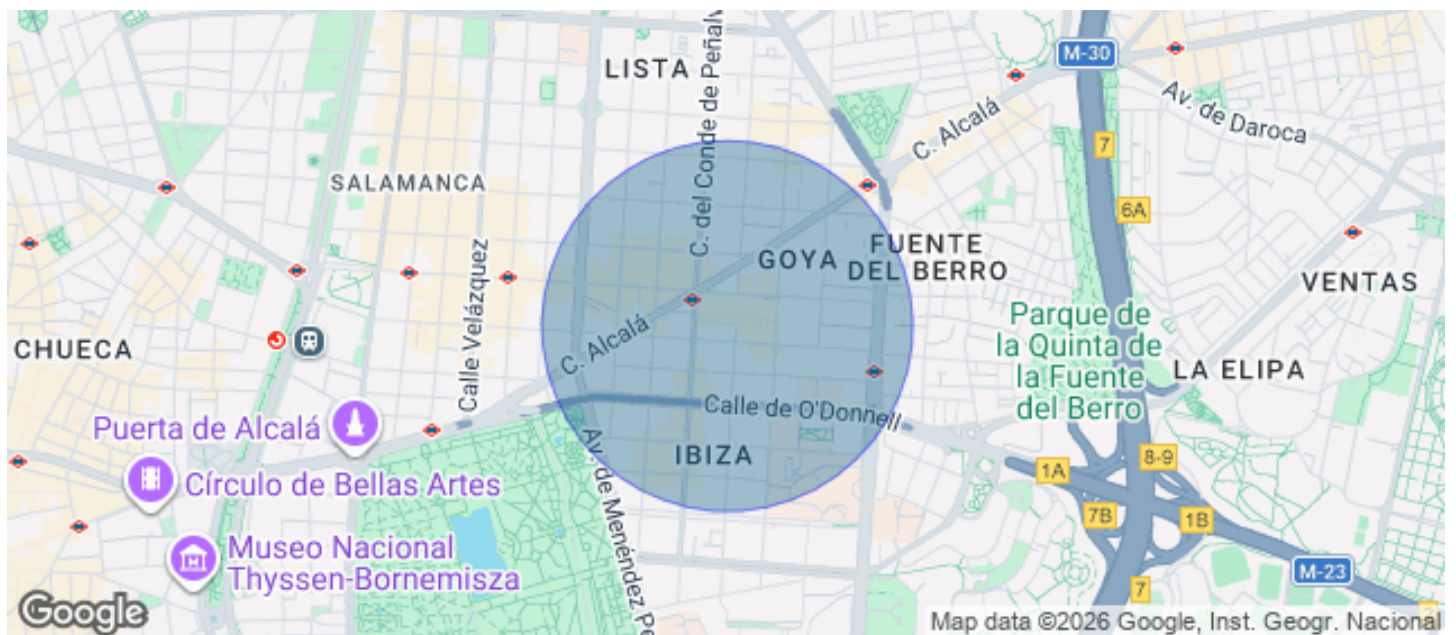 LISTA
C. del Conde de Peñalv
M-30
Av. de Daroca
C. Alcalá
7
SALAMANCA
6A
Calle Velázquez
GOYA
FUENTE
DEL BERRO
VENTAS
CHUECA
C. Alcalá
Parque de
la Quinta de
la Fuente
del Berro
LA ELIPA
Puerta de Alcalá
Calle de O'Donnell
Av. de Menéndez Pe
IBIZA
Círculo de Bellas Artes
1A
8-9
7B
1B
Museo Nacional
Thyssen-Bornemisza
M-23
7
Google
Map data ©2026 Google, Inst. Geogr. Nacional